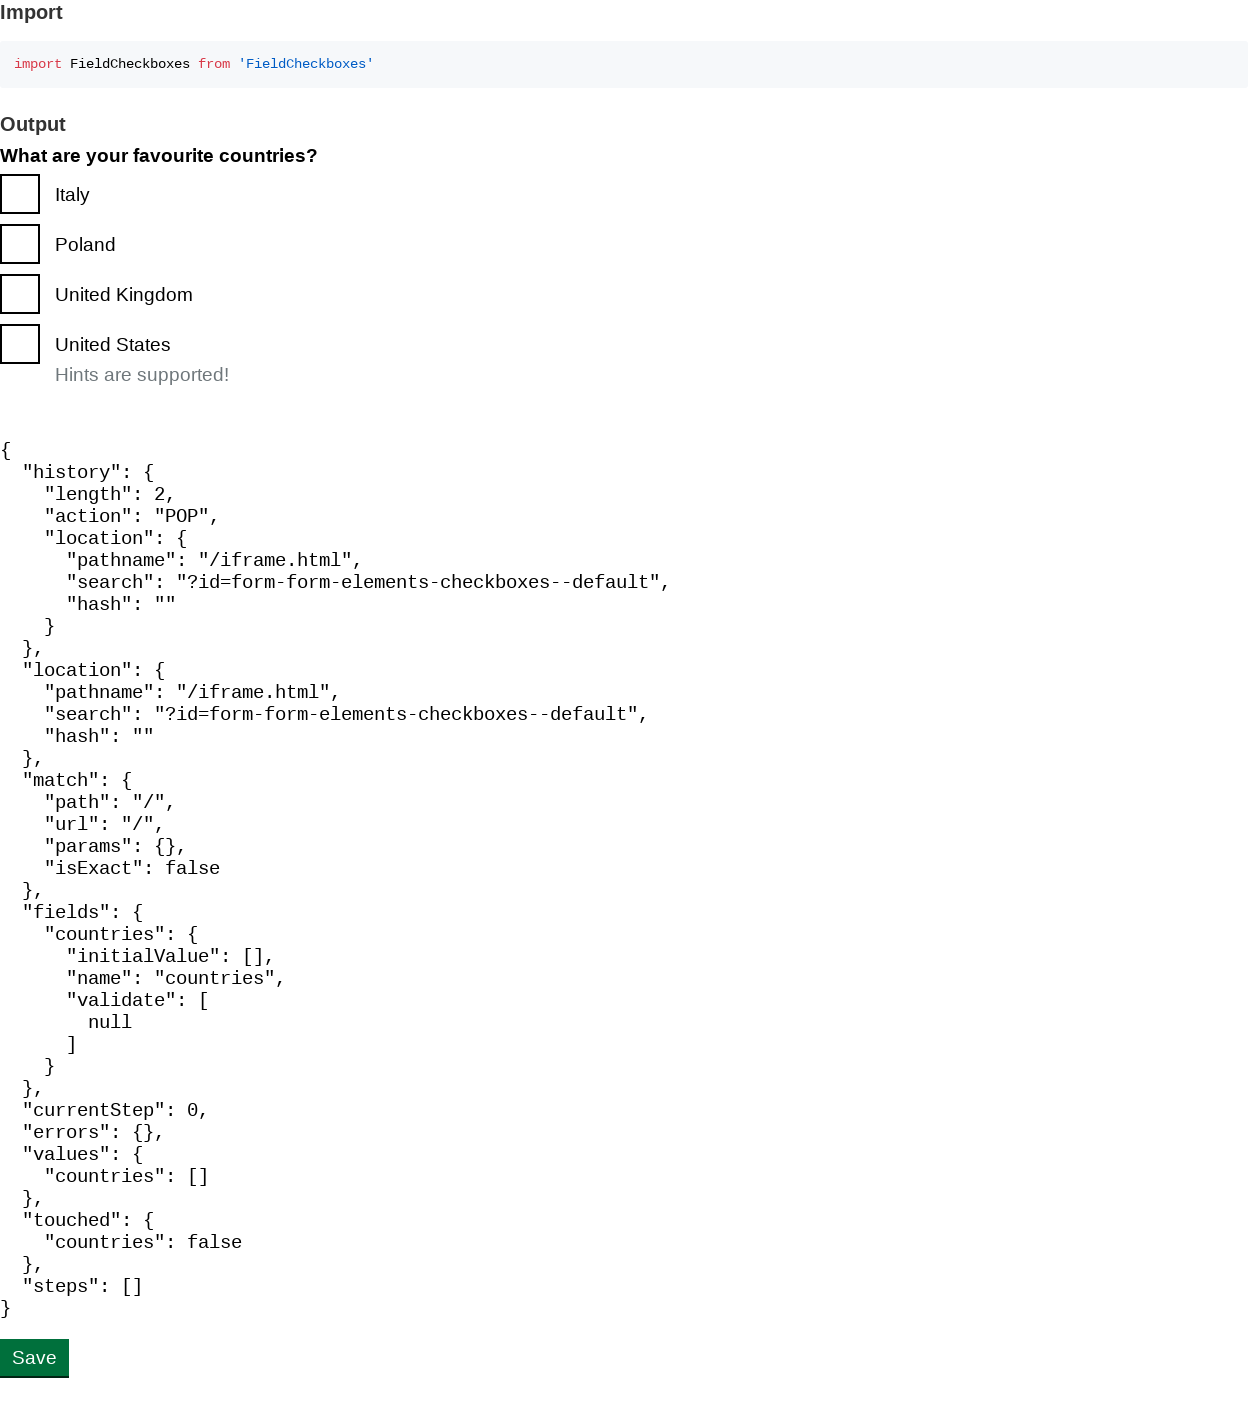 Import
import FieldCheckboxes from 'FieldCheckboxes'
Output
What are your favourite countries?
Italy
Poland
United Kingdom
United States
Hints are supported!
{
  "history": {
    "length": 2,
    "action": "POP",
    "location": {
      "pathname": "/iframe.html",
      "search": "?id=form-form-elements-checkboxes--default",
      "hash": ""
    }
  },
  "location": {
    "pathname": "/iframe.html",
    "search": "?id=form-form-elements-checkboxes--default",
    "hash": ""
  },
  "match": {
    "path": "/",
    "url": "/",
    "params": {},
    "isExact": false
  },
  "fields": {
    "countries": {
      "initialValue": [],
      "name": "countries",
      "validate": [
        null
      ]
    }
  },
  "currentStep": 0,
  "errors": {},
  "values": {
    "countries": []
  },
  "touched": {
    "countries": false
  },
  "steps": []
}
Save